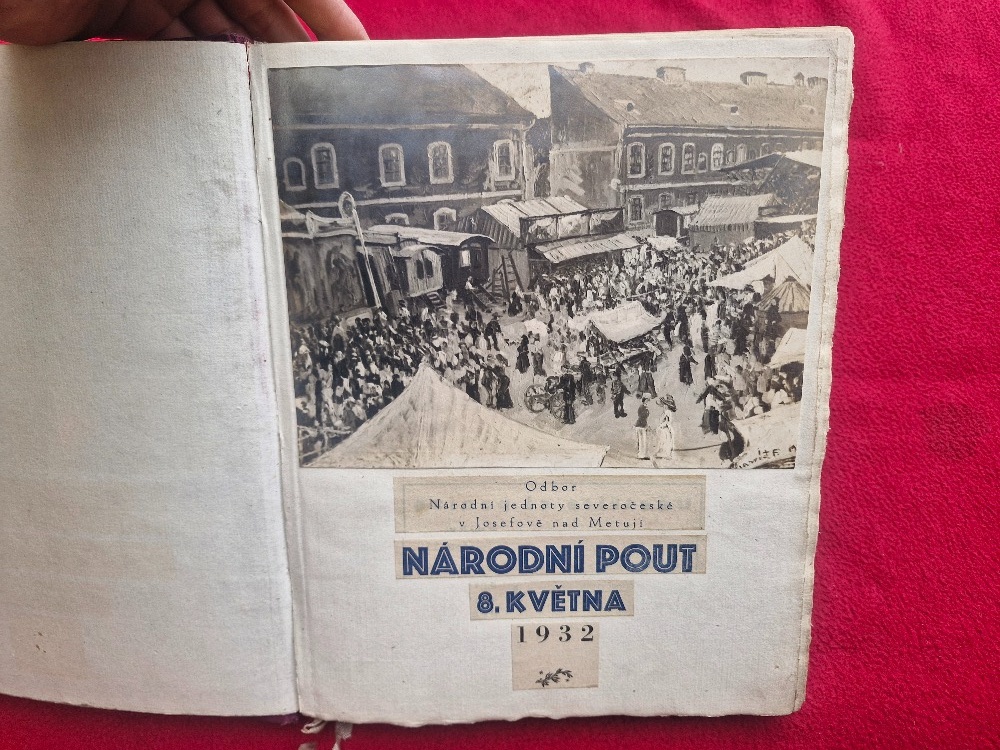 Odbor
Národní jednoty severočeské
v Josefově nad Metují
NÁRODNÍ POUT
8. KVĚTNA
1932